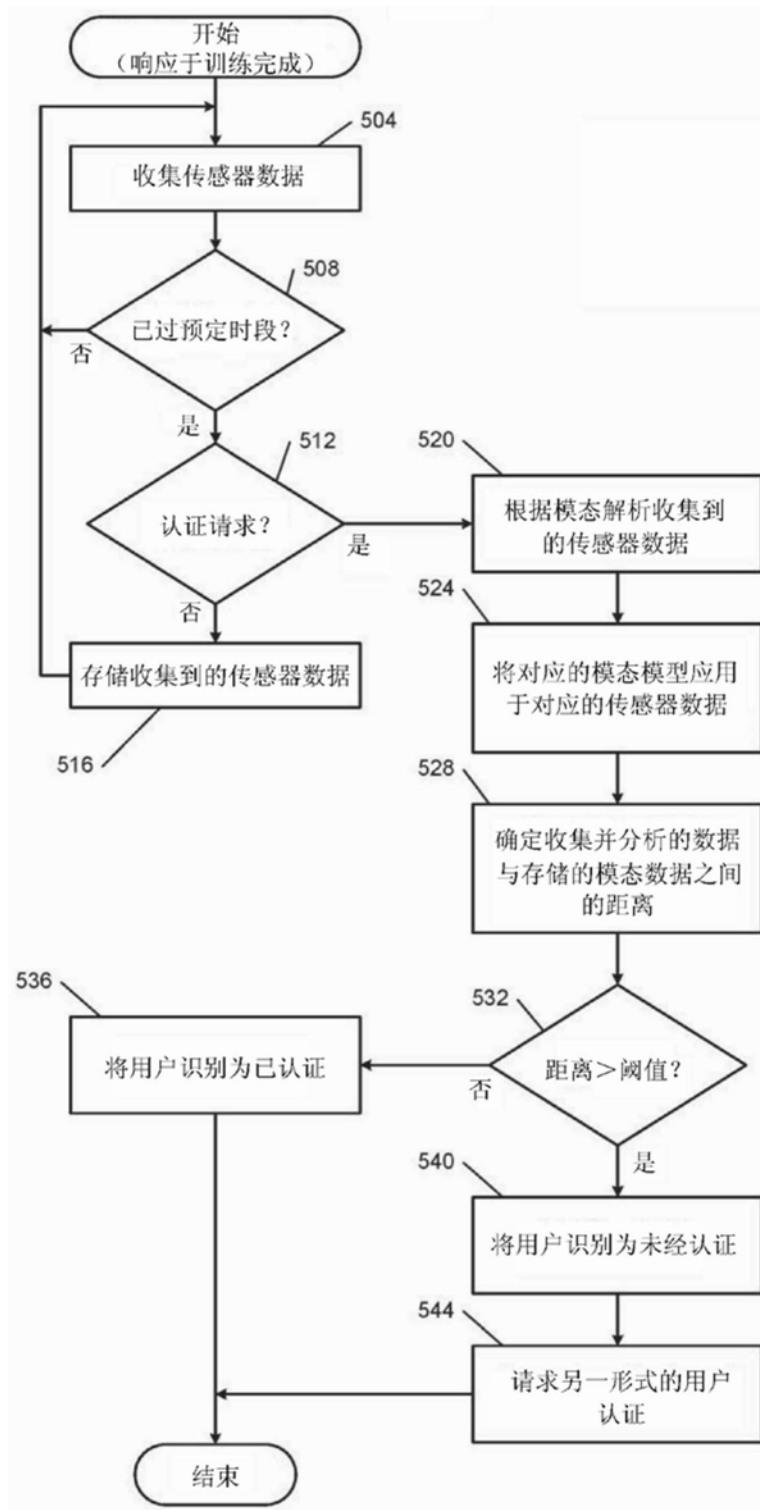 开始
（响应于训练完成）
504
收集传感器数据
508
已过预定时段？
否
是
512
认证请求？
是
否
存储收集到的传感器数据
516
520
根据模态解析收集到
的传感器数据
524
将对应的模态模型应用
于对应的传感器数据
528
确定收集并分析的数据
与存储的模态数据之间
的距离
532
距离＞阈值？
否
是
536
将用户识别为已认证
540
将用户识别为未经认证
544
请求另一形式的用户
认证
结束